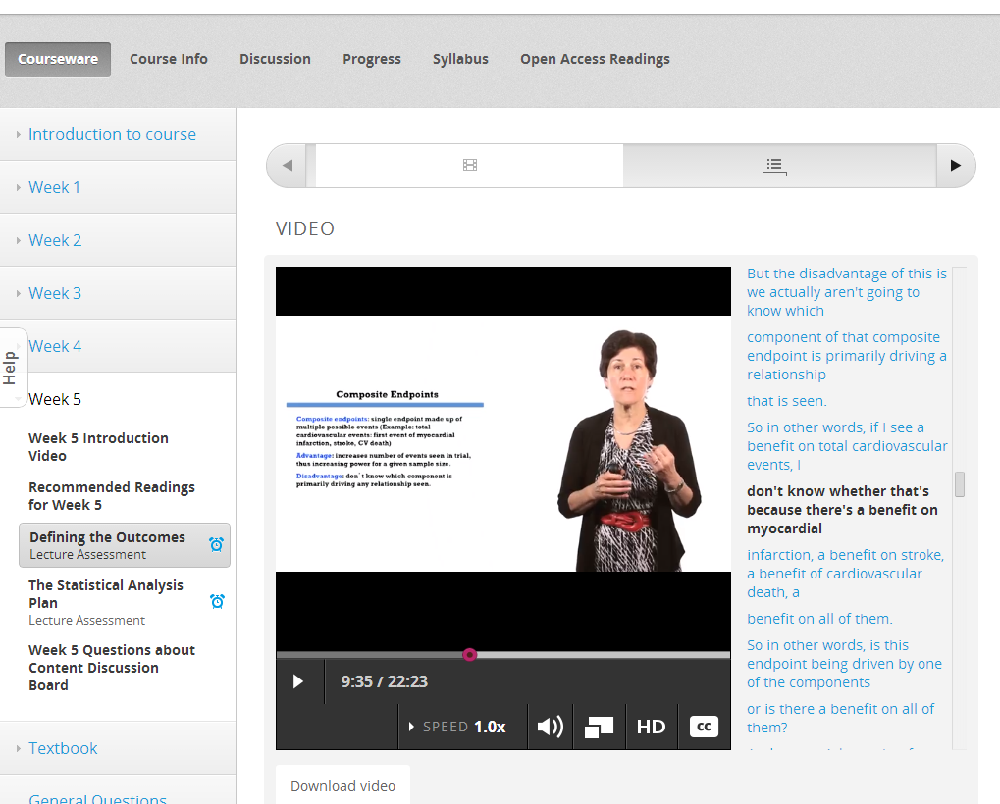 Courseware
Course Info
Discussion
Progress
Syllabus
Open Access Readings
Introduction to course
Week 1
Week 2
Week 3
Week 4
Help
Week 5
Week 5 Introduction
Video
Recommended Readings
for Week 5
Defining the Outcomes
Lecture Assessment
The Statistical Analysis
Plan
Lecture Assessment
Week 5 Questions about
Content Discussion
Board
Textbook
General Questions
VIDEO
Composite Endpoints
Composite endpoints: single endpoint made up of
multiple possible events (Example: total
cardiovascular events: first event of myocardial
infarction, stroke, CV death)
Advantage: increases number of events seen in trial,
thus increasing power for a given sample size.
Disadvantage: don't know which component is
primarily driving any relationship seen.
9:35 / 22:23
SPEED 1.0x
HD
CC
Download video
But the disadvantage of this is
we actually aren't going to
know which
component of that composite
endpoint is primarily driving a
relationship
that is seen.
So in other words, if I see a
benefit on total cardiovascular
events, I
don't know whether that's
because there's a benefit on
myocardial
infarction, a benefit on stroke,
a benefit of cardiovascular
death, a
benefit on all of them.
So in other words, is this
endpoint being driven by one
of the components
or is there a benefit on all of
them?